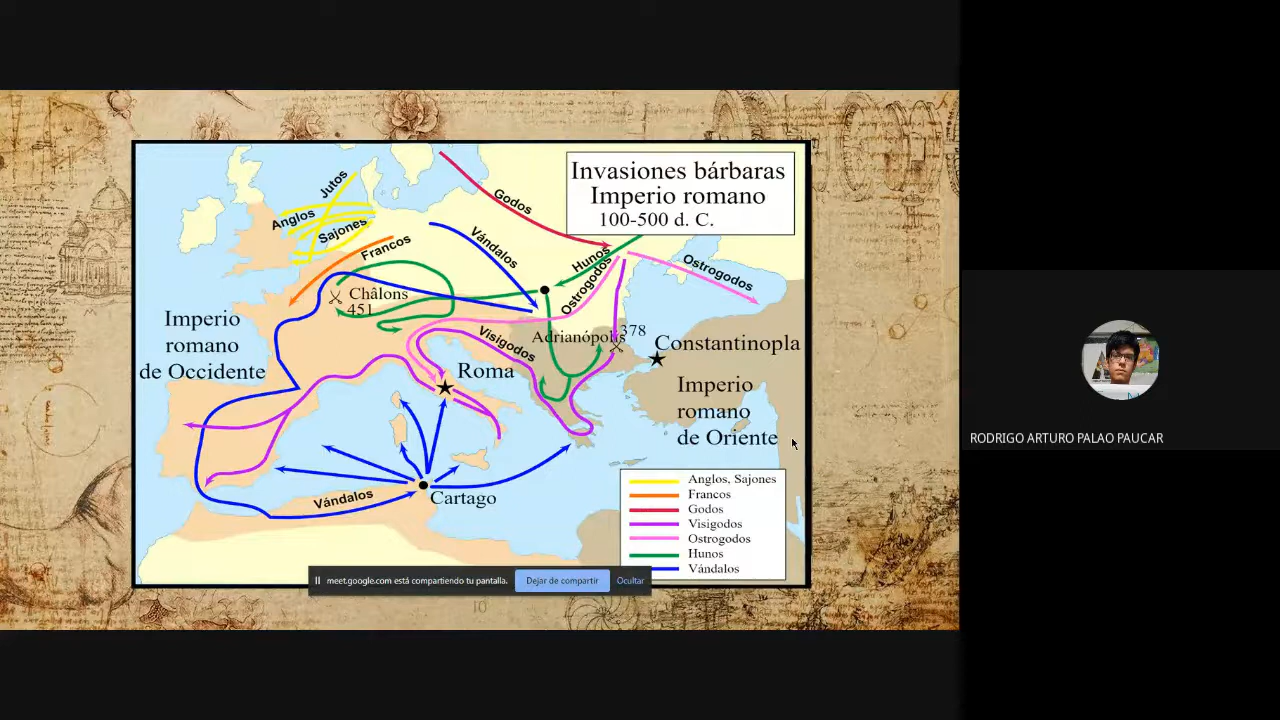 Invasiones bárbaras
Imperio romano
100-500 d. C.
Jutos
Anglos
Sajones
Godos
Francos
Vándalos
Hunos
Ostrogodos
Ostrogodos
Châlons
451
Imperio
romano
de Occidente
Visigodos
Adrianópolis
378
Constantinopla
Roma
Imperio
romano
de Oriente
Vándalos
Cartago
Anglos, Sajones
Francos
Godos
Visigodos
Ostrogodos
Hunos
Vándalos
meet.google.com está compartiendo tu pantalla.
Dejar de compartir
Ocultar
10
RODRIGO ARTURO PALAO PAUCAR